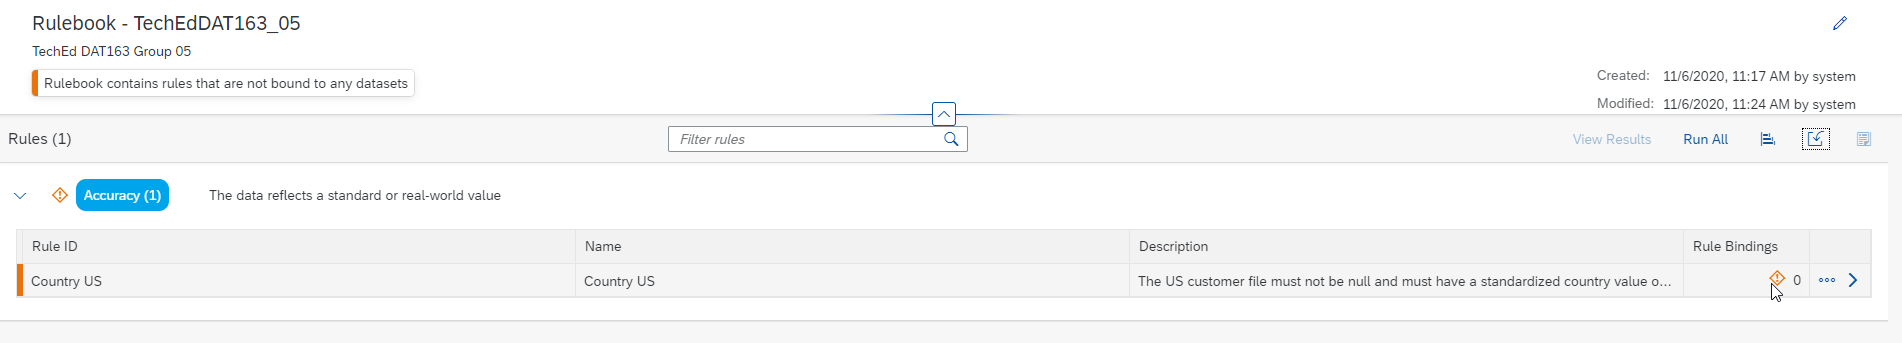 Rulebook - TechEdDAT163_05
TechEd DAT163 Group 05
Rulebook contains rules that are not bound to any datasets
Created: 11/6/2020, 11:17 AM by system
Modified: 11/6/2020, 11:24 AM by system
Rules (1)
Filter rules
View Results
Run All
Accuracy (1)
The data reflects a standard or real-world value
Rule ID Name Description Rule Bindings
Country US Country US The US customer file must not be null and must have a standardized country value o... 0